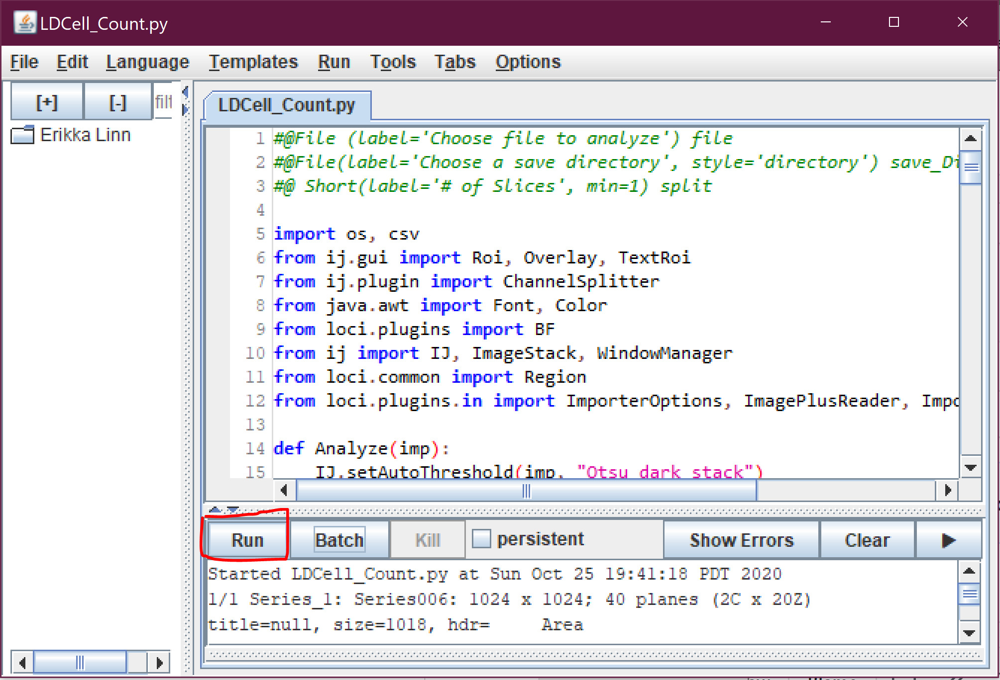 LDCell_Count.py
File Edit Language Templates Run Tools Tabs Options
[+] [-] filt
Erikka Linn
LDCell_Count.py
1 #@File (label='Choose file to analyze') file
2 #@File(label='Choose a save directory', style='directory') save_Di
3 #@ Short(label='# of Slices', min=1) split
4
5 import os, csv
6 from ij.gui import Roi, Overlay, TextRoi
7 from ij.plugin import ChannelSplitter
8 from java.awt import Font, Color
9 from loci.plugins import BF
10 from ij import IJ, ImageStack, WindowManager
11 from loci.common import Region
12 from loci.plugins.in import ImporterOptions, ImagePlusReader, Impo
13
14 def Analyze(imp):
15 IJ.setAutoThreshold(imp, "Otsu dark stack")
Run Batch Kill persistent Show Errors Clear
Started LDCell_Count.py at Sun Oct 25 19:41:18 PDT 2020
1/1 Series_1: Series006: 1024 x 1024; 40 planes (2C x 20Z)
title=null, size=1018, hdr= Area